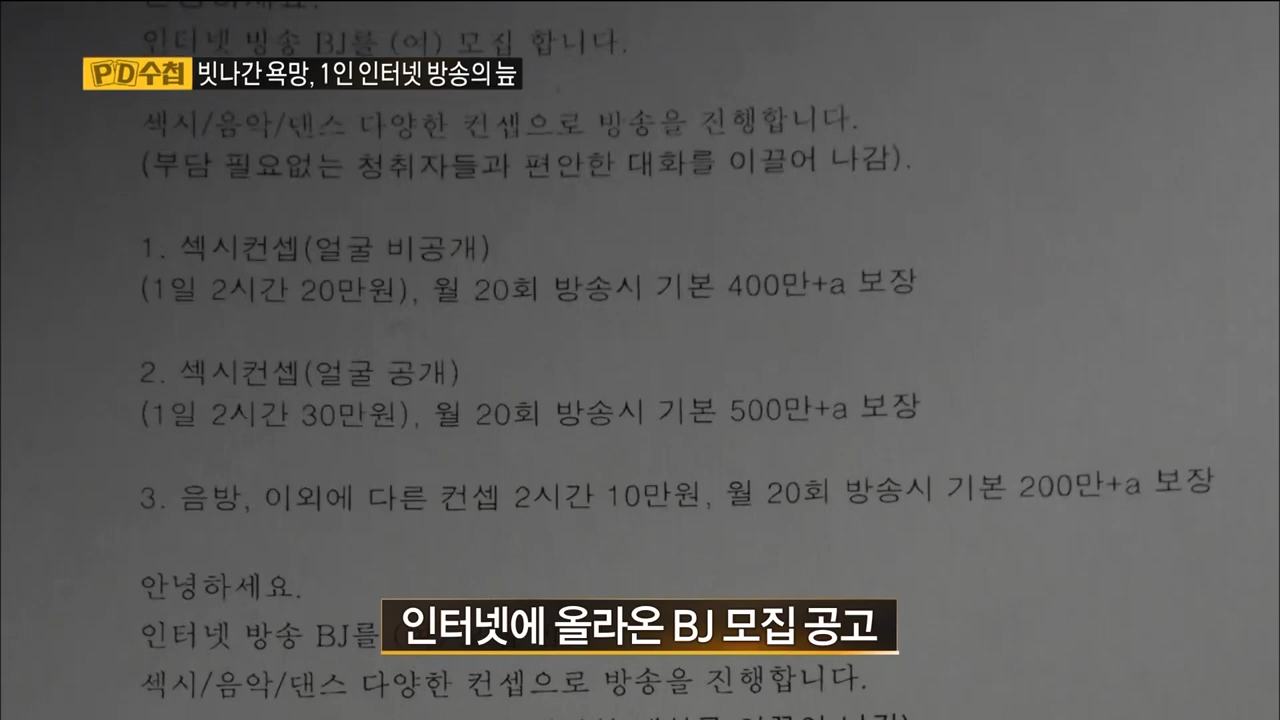 안녕하세요.
인터넷 방송 BJ를 (여) 모집 합니다.
PD수첩 빗나간 욕망, 1인 인터넷 방송의 늪
섹시/음악/댄스 다양한 컨셉으로 방송을 진행합니다.
(부담 필요없는 청취자들과 편안한 대화를 이끌어 나감).
1. 섹시컨셉(얼굴 비공개)
(1일 2시간 20만원), 월 20회 방송시 기본 400만+a 보장
2. 섹시컨셉(얼굴 공개)
(1일 2시간 30만원), 월 20회 방송시 기본 500만+a 보장
3. 음방, 이외에 다른 컨셉 2시간 10만원, 월 20회 방송시 기본 200만+a 보장
안녕하세요.
인터넷 방송 BJ를
인터넷에 올라온 BJ 모집 공고
섹시/음악/댄스 다양한 컨셉으로 방송을 진행합니다.